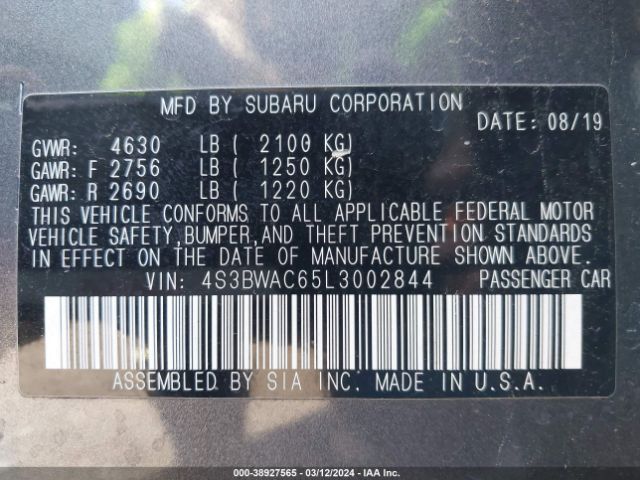 MFD BY SUBARU CORPORATION
DATE: 08/19
GVWR: 4630 LB ( 2100 KG)
GAWR: F 2756 LB ( 1250 KG)
GAWR: R 2690 LB ( 1220 KG)
THIS VEHICLE CONFORMS TO ALL APPLICABLE FEDERAL MOTOR
VEHICLE SAFETY, BUMPER, AND THEFT PREVENTION STANDARDS
IN EFFECT ON THE DATE OF MANUFACTURE SHOWN ABOVE.
VIN: 4S3BWAC65L3002844 PASSENGER CAR
ASSEMBLED BY SIA INC. MADE IN U.S.A.
000-38927565 - 03/12/2024 - IAA Inc.